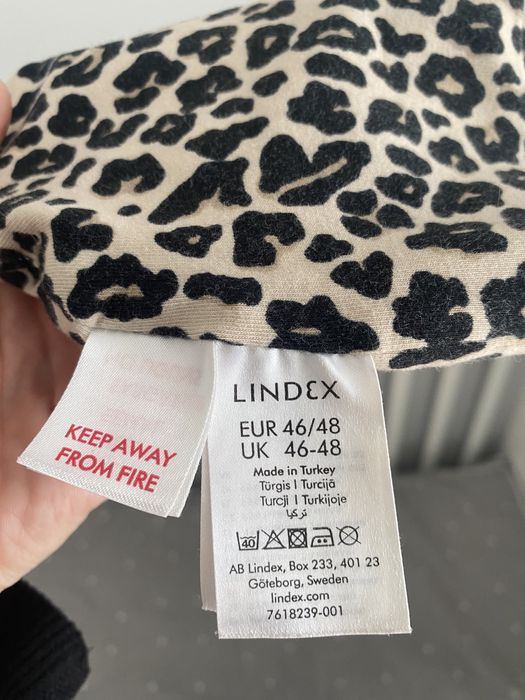 KEEP AWAY
FROM FIRE
LINDEX
EUR 46/48
UK 46-48
Made in Turkey
Türgis | Turcijā
Turcji | Turkijoje
تركيا
40
AB Lindex, Box 233, 401 23
Göteborg, Sweden
lindex.com
7618239-001